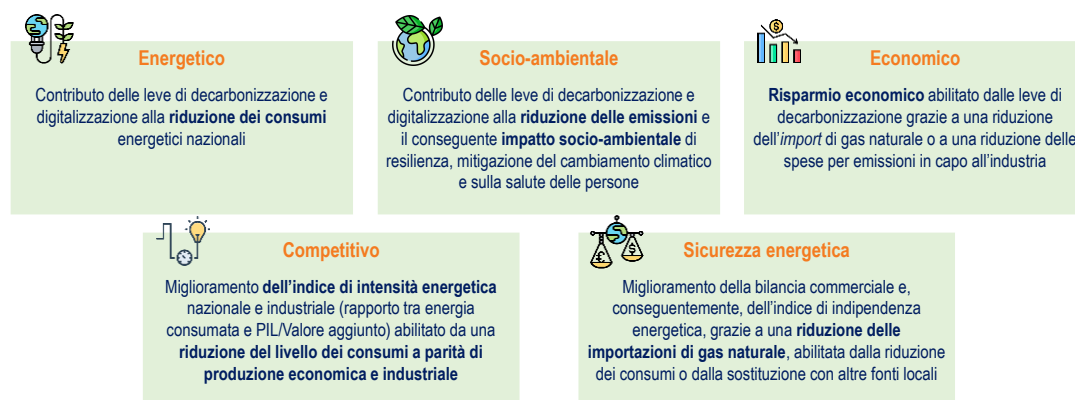 Energetico
Contributo delle leve di decarbonizzazione e
digitalizzazione alla riduzione dei consumi
energetici nazionali
Socio-ambientale
Contributo delle leve di decarbonizzazione e
digitalizzazione alla riduzione delle emissioni e
il conseguente impatto socio-ambientale di
resilienza, mitigazione del cambiamento climatico
e sulla salute delle persone
Economico
Risparmio economico abilitato dalle leve di
decarbonizzazione grazie a una riduzione
dell'import di gas naturale o a una riduzione delle
spese per emissioni in capo all'industria
Competitivo
Miglioramento dell'indice di intensità energetica
nazionale e industriale (rapporto tra energia
consumata e PIL/Valore aggiunto) abilitato da una
riduzione del livello dei consumi a parità di
produzione economica e industriale
Sicurezza energetica
Miglioramento della bilancia commerciale e,
conseguentemente, dell'indice di indipendenza
energetica, grazie a una riduzione delle
importazioni di gas naturale, abilitata dalla riduzione
dei consumi o dalla sostituzione con altre fonti locali